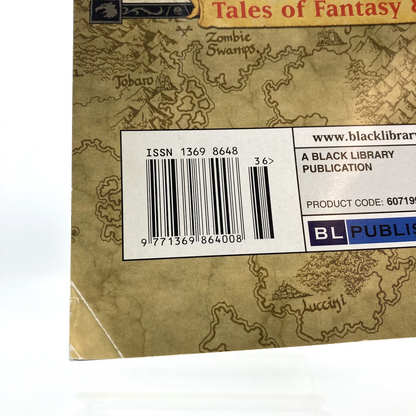 Tales of Fantasy &
Zombie
Swamps
Tobaro
ISSN 1369 8648
36>
9 771369 864008
www.blacklibrary
A BLACK LIBRARY
PUBLICATION
PRODUCT CODE: 607199
BL PUBLIS
Luccini